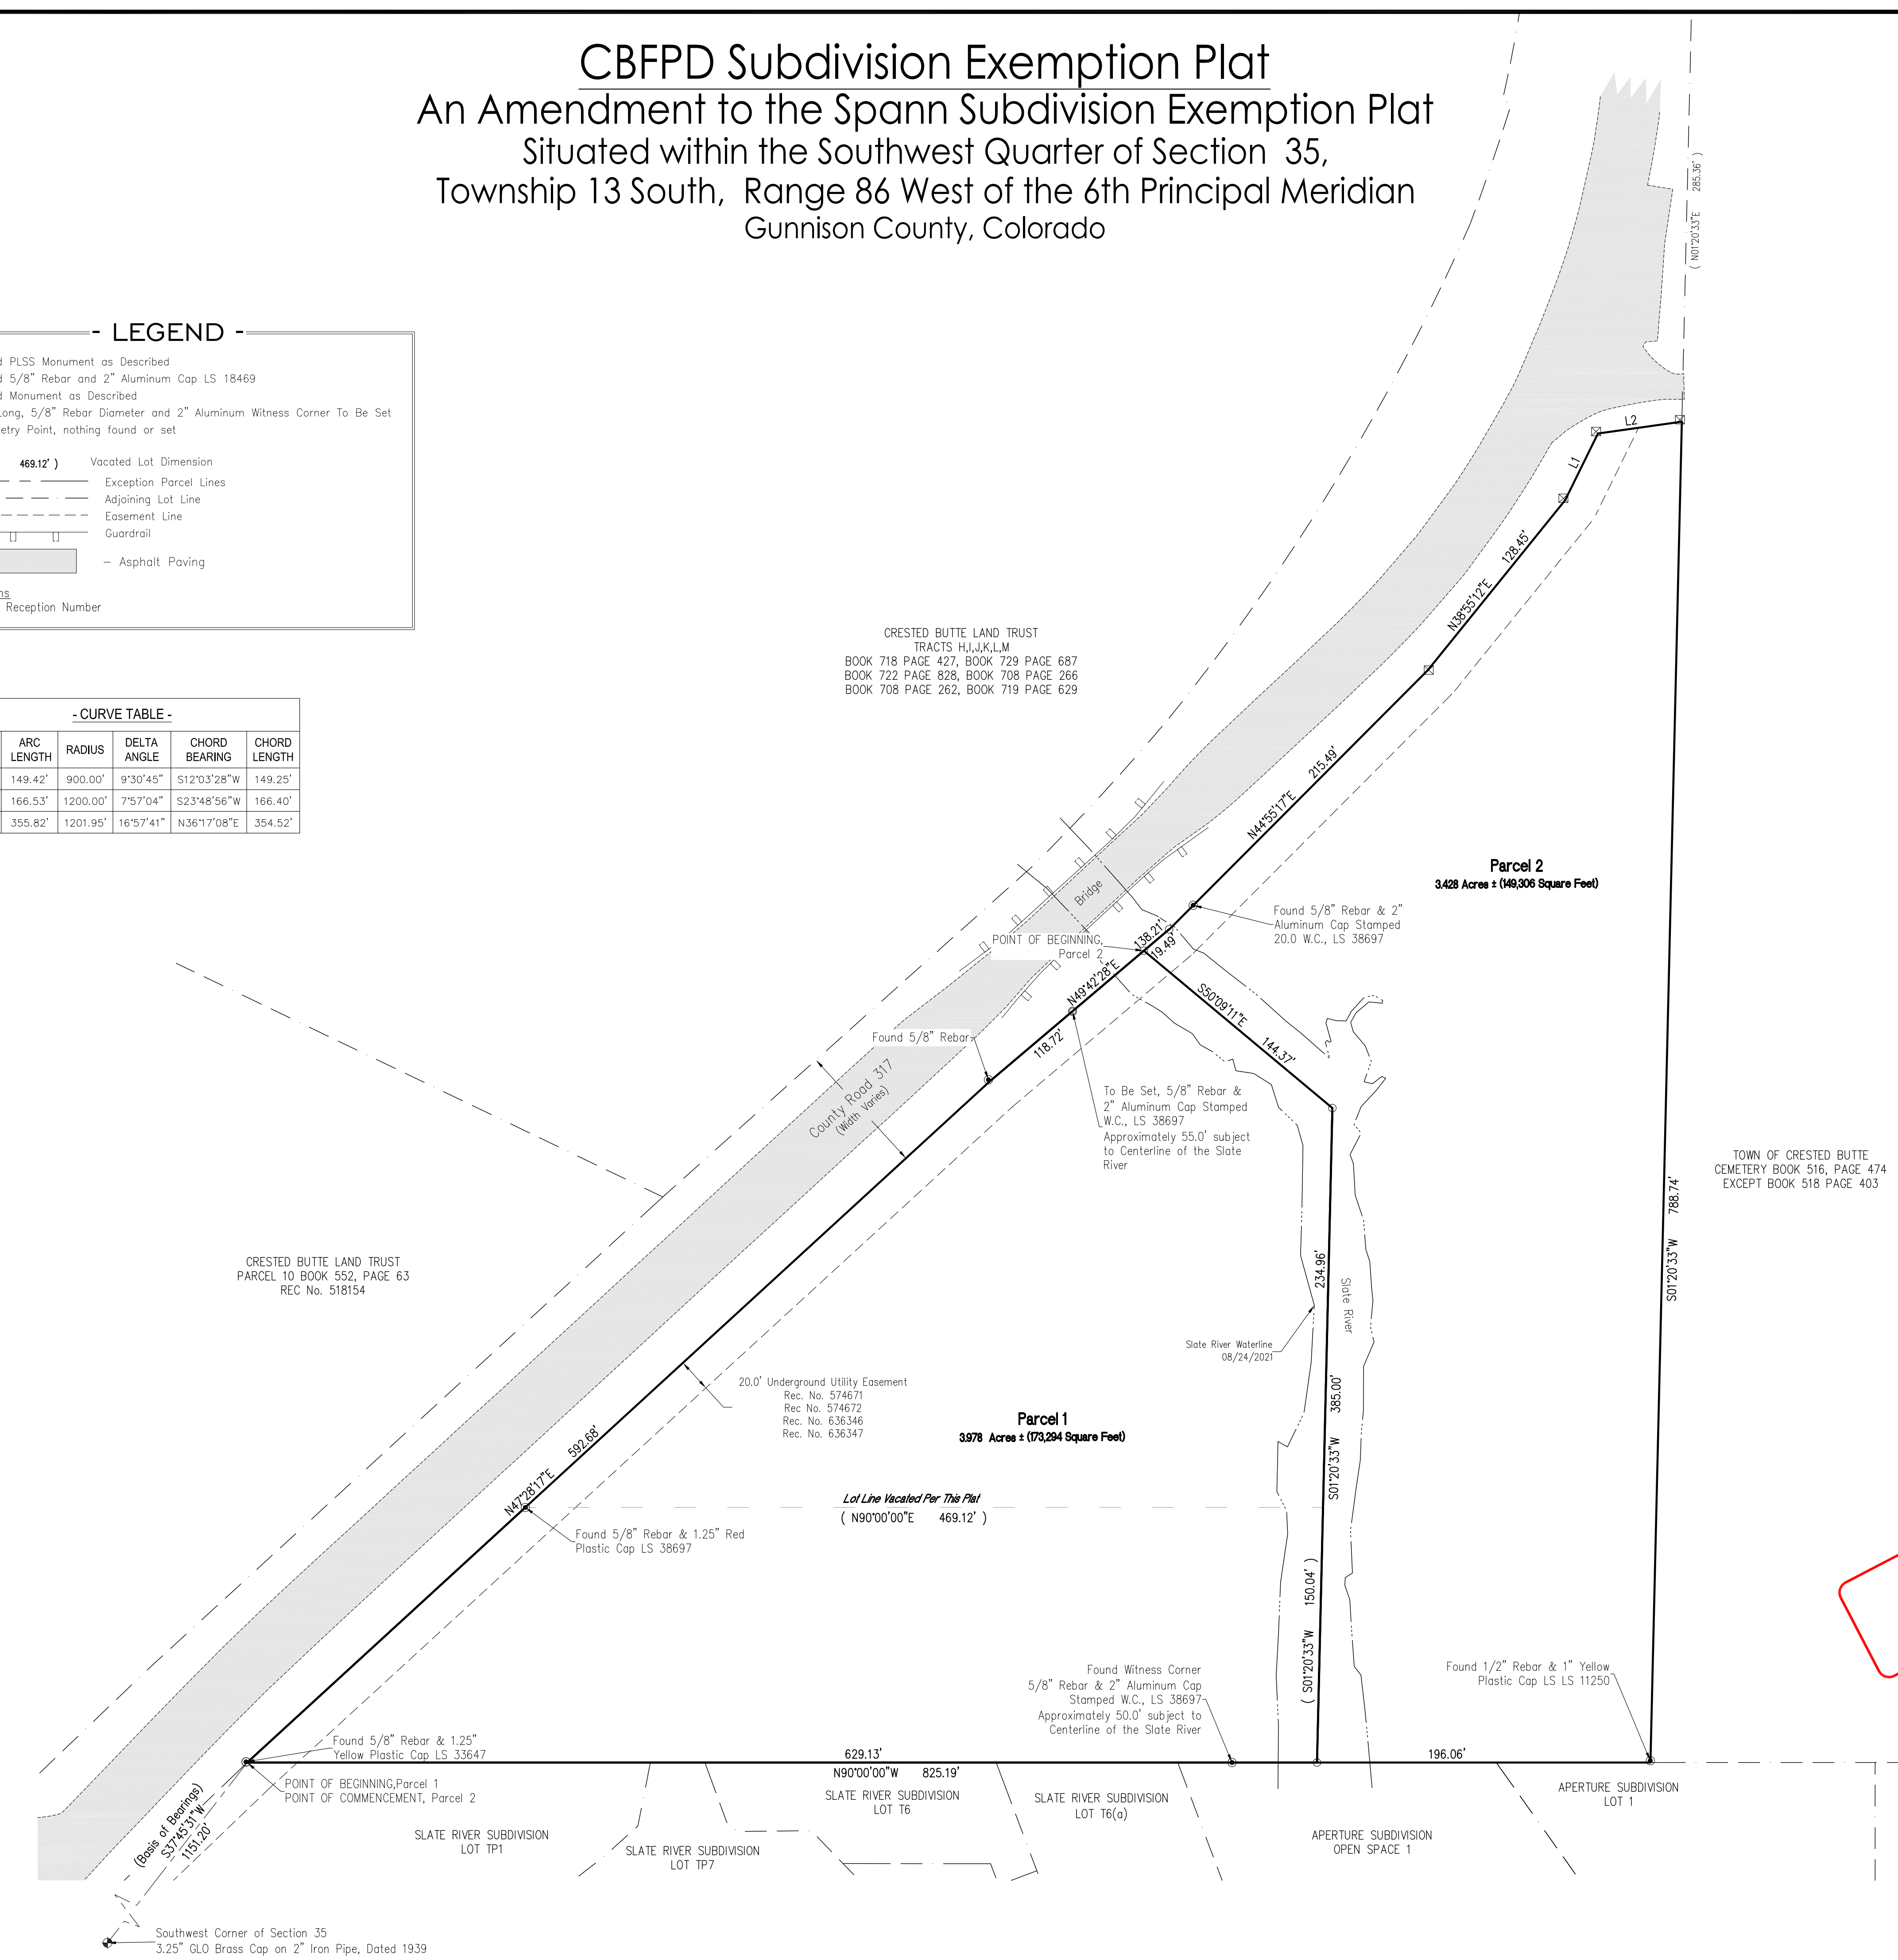 CBFPD Subdivision Exemption Plat
An Amendment to the Spann Subdivision Exemption Plat
Situated within the Southwest Quarter of Section 35,
Township 13 South, Range 86 West of the 6th Principal Meridian
Gunnison County, Colorado
( N01°20'33"E 285.36' )
- LEGEND -
PLSS Monument as Described
5/8" Rebar and 2" Aluminum Cap LS 18469
Monument as Described
Long, 5/8" Rebar Diameter and 2" Aluminum Witness Corner To Be Set
etry Point, nothing found or set
469.12' ) Vacated Lot Dimension
Exception Parcel Lines
Adjoining Lot Line
Easement Line
Guardrail
- Asphalt Paving
ns
Reception Number
- CURVE TABLE -
ARC LENGTH RADIUS DELTA ANGLE CHORD BEARING CHORD LENGTH
149.42' 900.00' 9°30'45" S12°03'28"W 149.25'
166.53' 1200.00' 7°57'04" S23°48'56"W 166.40'
355.82' 1201.95' 16°57'41" N36°17'08"E 354.52'
L2
L1
N38°55'12"E 128.45'
CRESTED BUTTE LAND TRUST
TRACTS H,I,J,K,L,M
BOOK 718 PAGE 427, BOOK 729 PAGE 687
BOOK 722 PAGE 828, BOOK 708 PAGE 266
BOOK 708 PAGE 262, BOOK 719 PAGE 629
N44°55'17"E 215.49'
Parcel 2
3.428 Acres ± (149,306 Square Feet)
Bridge
Found 5/8" Rebar & 2"
Aluminum Cap Stamped
20.0 W.C., LS 38697
POINT OF BEGINNING,
Parcel 2
138.21'
19.49'
N49°42'28"E
118.72'
S50°09'11"E 144.37'
Found 5/8" Rebar
County Road 317
(Width Varies)
To Be Set, 5/8" Rebar &
2" Aluminum Cap Stamped
W.C., LS 38697
Approximately 55.0' subject
to Centerline of the Slate
River
TOWN OF CRESTED BUTTE
CEMETERY BOOK 516, PAGE 474
EXCEPT BOOK 518 PAGE 403
S01°20'33"W 788.74'
CRESTED BUTTE LAND TRUST
PARCEL 10 BOOK 552, PAGE 63
REC No. 518154
234.96'
Slate River
Slate River Waterline
08/24/2021
S01°20'33"W 385.00'
20.0' Underground Utility Easement
Rec. No. 574671
Rec No. 574672
Rec. No. 636346
Rec. No. 636347
Parcel 1
3.978 Acres ± (173,294 Square Feet)
N47°28'17"E 592.68'
Lot Line Vacated Per This Plat
( N90°00'00"E 469.12' )
Found 5/8" Rebar & 1.25" Red
Plastic Cap LS 38697
( S01°20'33"W 150.04' )
Found Witness Corner
5/8" Rebar & 2" Aluminum Cap
Stamped W.C., LS 38697
Approximately 50.0' subject to
Centerline of the Slate River
Found 1/2" Rebar & 1" Yellow
Plastic Cap LS LS 11250
Found 5/8" Rebar & 1.25"
Yellow Plastic Cap LS 33647
629.13'
196.06'
N90°00'00"W 825.19'
POINT OF BEGINNING,Parcel 1
POINT OF COMMENCEMENT, Parcel 2
(Basis of Bearings)
S37°45'31"W
1151.20'
SLATE RIVER SUBDIVISION
LOT TP1
SLATE RIVER SUBDIVISION
LOT TP7
SLATE RIVER SUBDIVISION
LOT T6
SLATE RIVER SUBDIVISION
LOT T6(a)
APERTURE SUBDIVISION
OPEN SPACE 1
APERTURE SUBDIVISION
LOT 1
Southwest Corner of Section 35
3.25" GLO Brass Cap on 2" Iron Pipe, Dated 1939